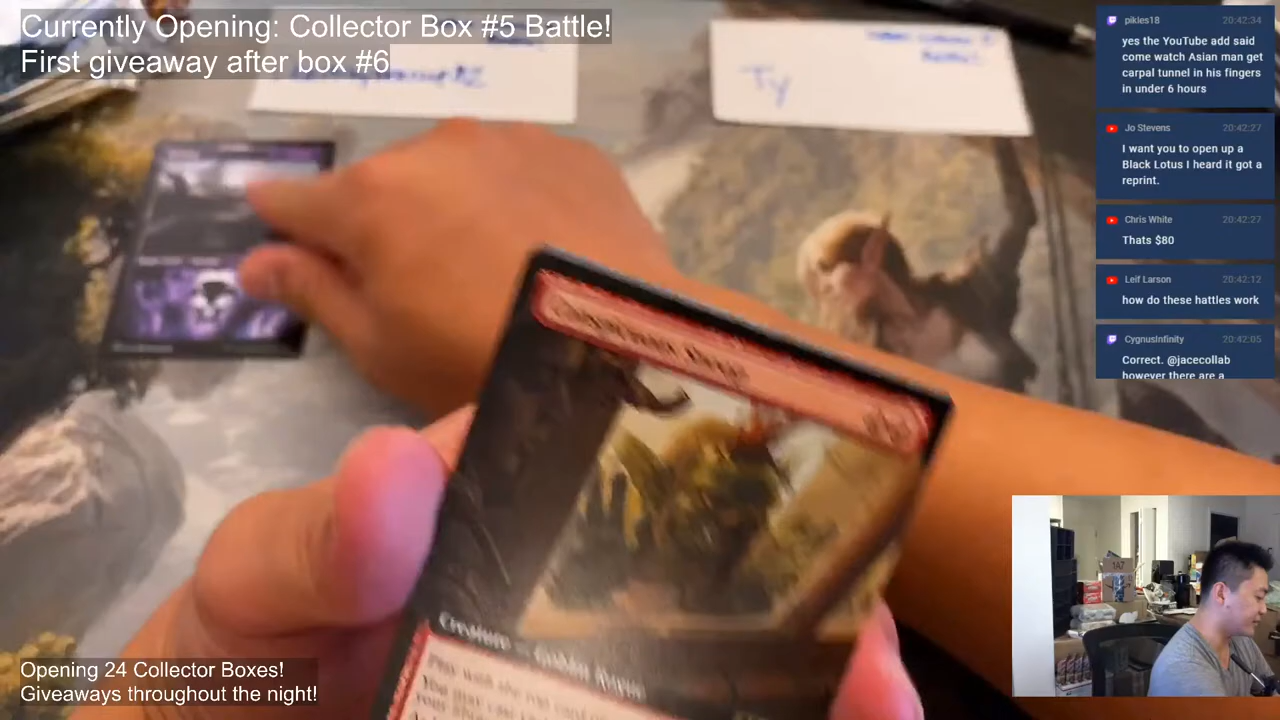 Currently Opening: Collector Box #5 Battle!
First giveaway after box #6
Ty
pikles18 20:42:34
yes the YouTube add said
come watch Asian man get
carpal tunnel in his fingers
in under 6 hours
Jo Stevens 20:42:27
I want you to open up a
Black Lotus I heard it got a
reprint.
Chris White 20:42:27
Thats $80
Leif Larson 20:42:12
how do these hattles work
CygnusInfinity 20:42:05
Correct. @jacecollab
however there are a
Creature – Goblin Rogue
1A7
Opening 24 Collector Boxes!
Giveaways throughout the night!